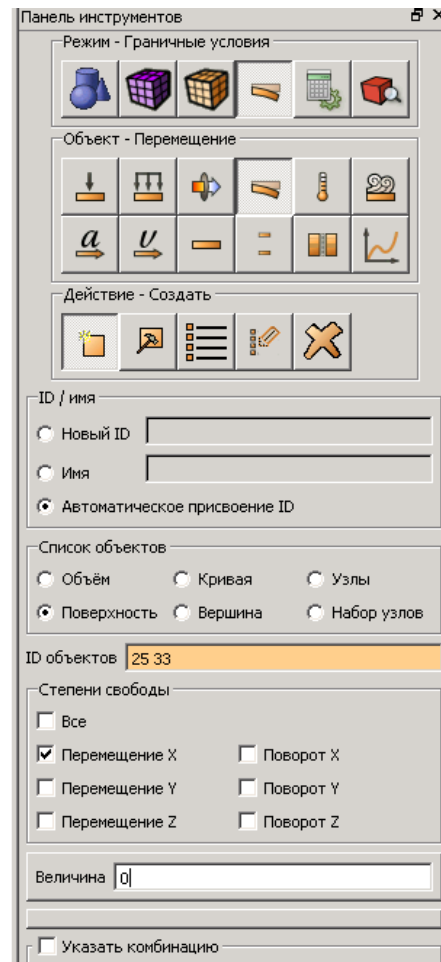 Панель инструментов
Режим - Граничные условия
Объект - Перемещение
a
υ
Действие - Создать
ID / имя
Новый ID
Имя
Автоматическое присвоение ID
Список объектов
Объём Кривая Узлы
Поверхность Вершина Набор узлов
ID объектов 25 33
Степени свободы
Все
Перемещение X Поворот X
Перемещение Y Поворот Y
Перемещение Z Поворот Z
Величина 0
Указать комбинацию